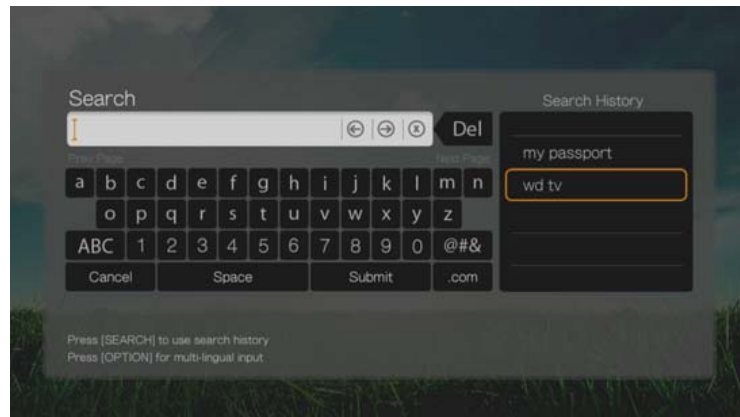 Search
Search History
Del
Prev Page
Next Page
my passport
wd tv
a b c d e f g h i j k l m n
o p q r s t u v w x y z
ABC 1 2 3 4 5 6 7 8 9 0 @#&
Cancel Space Submit .com
Press [SEARCH] to use search history
Press [OPTION] for multi-lingual input